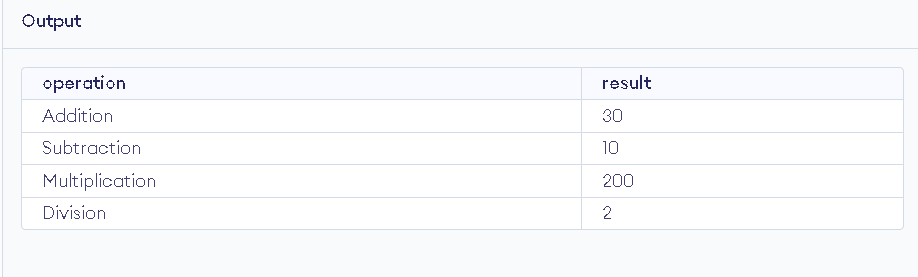 Output
operation result
Addition 30
Subtraction 10
Multiplication 200
Division 2